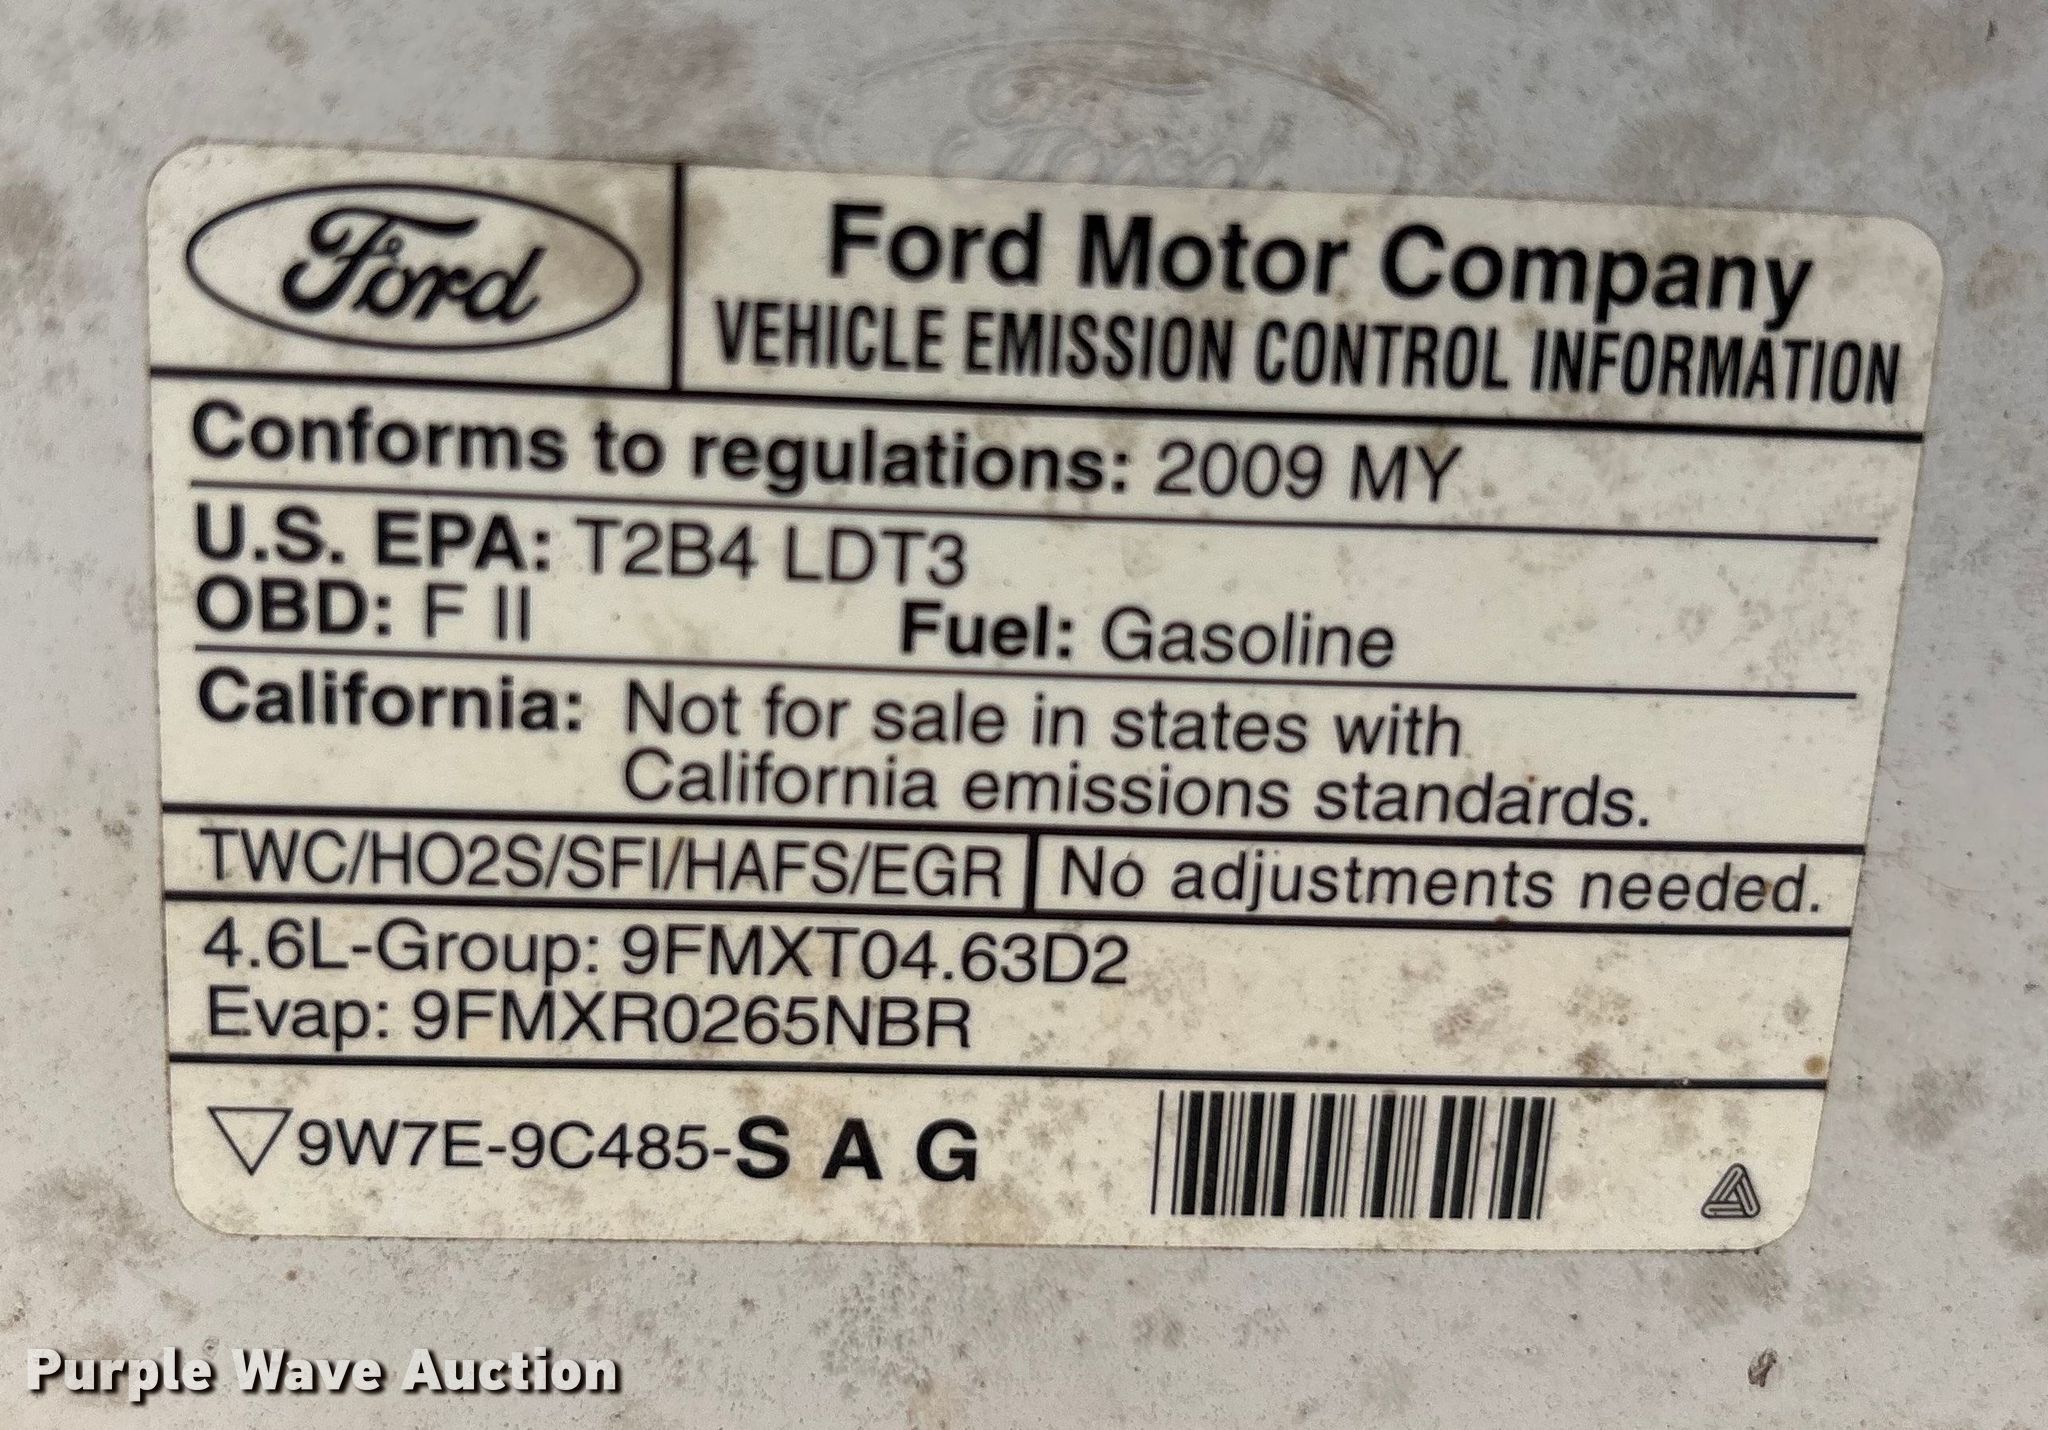 Ford
Ford
Ford Motor Company
VEHICLE EMISSION CONTROL INFORMATION
Conforms to regulations: 2009 MY
U.S. EPA: T2B4 LDT3
OBD: F II Fuel: Gasoline
California: Not for sale in states with
California emissions standards.
TWC/HO2S/SFI/HAFS/EGR No adjustments needed.
4.6L-Group: 9FMXT04.63D2
Evap: 9FMXR0265NBR
9W7E-9C485-S A G
Purple Wave Auction